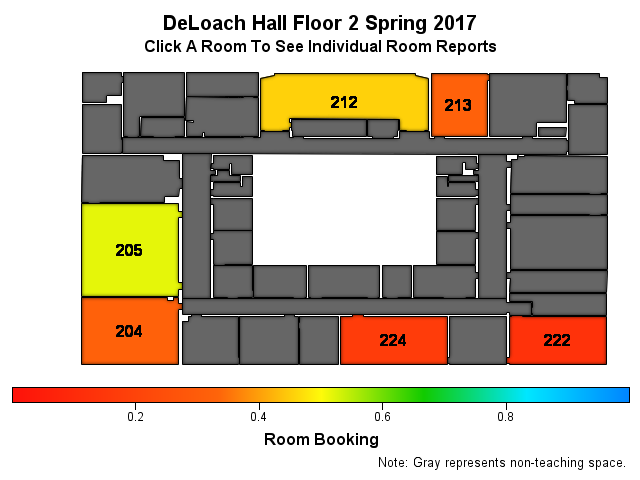 DeLoach Hall Floor 2 Spring 2017
Click A Room To See Individual Room Reports
212
213
205
204
224
222
0.2 0.4 0.6 0.8
Room Booking
Note: Gray represents non-teaching space.